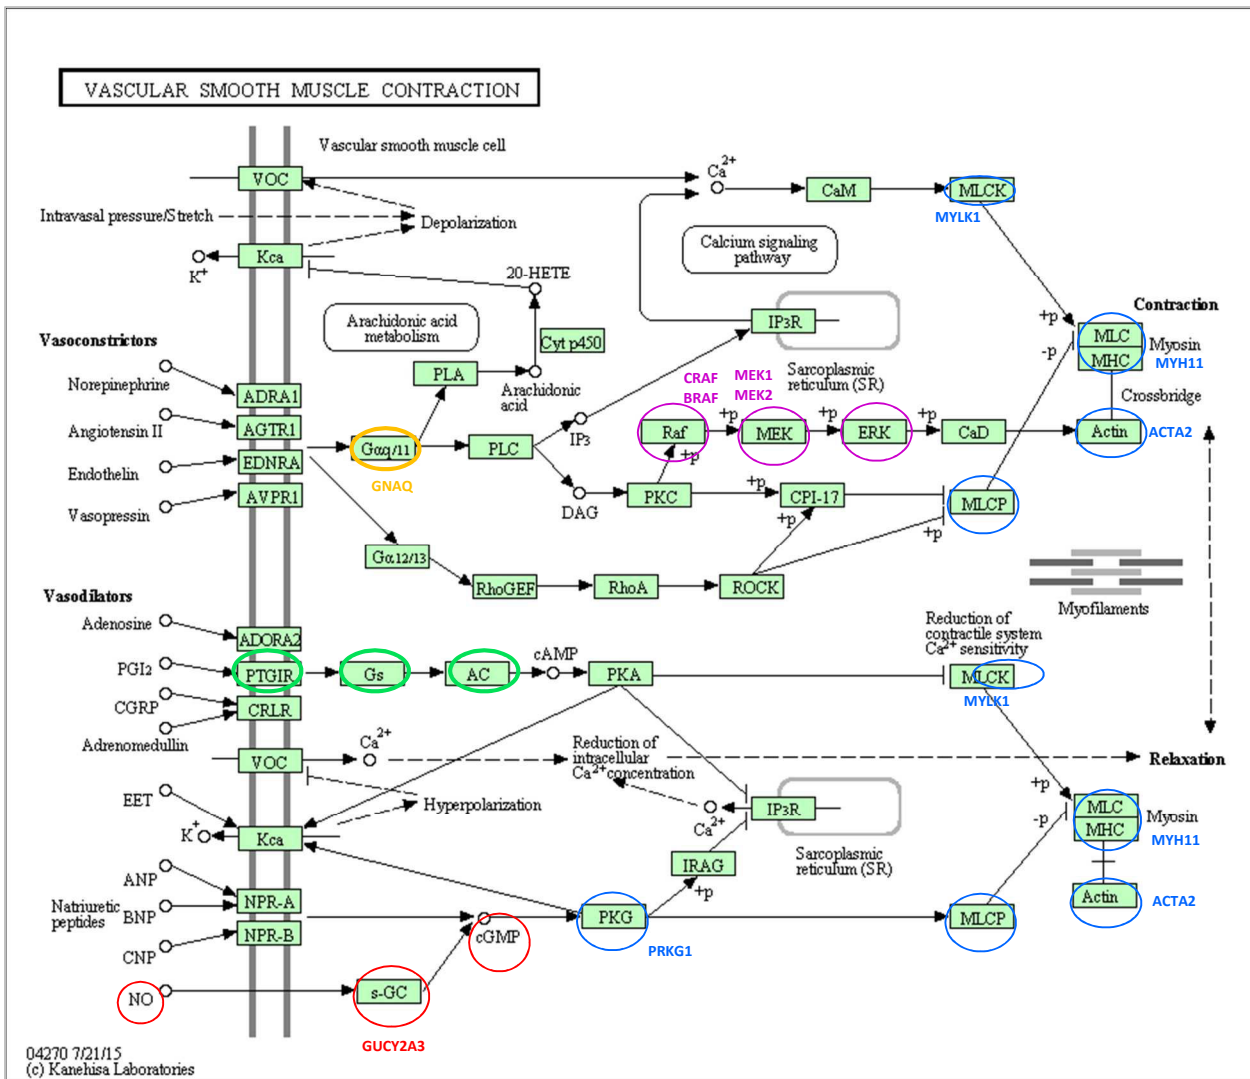 VASCULAR SMOOTH MUSCLE CONTRACTION
Vascular smooth muscle cell
VOC
Ca2+
CaM
MLCK
MYLK1
Intravasal pressure/Stretch
Depolarization
Kca
K+
Calcium signaling
pathway
20-HETE
Arachidonic acid
metabolism
Cyt p450
IP3R
Contraction
+p
-p
MLC
MHC
Myosin
MYH11
Vasoconstrictors
Norepinephrine
ADRA1
PLA
Arachidonic
acid
Sarcoplasmic
reticulum (SR)
CRAF
BRAF
MEK1
MEK2
Crossbridge
Angiotensin II
AGTR1
Gαq/11
GNAQ
PLC
IP3
Raf
+p
MEK
+p
ERK
+p
CaD
Actin
ACTA2
Endothelin
EDNRA
+p
Vasopressin
AVPR1
DAG
PKC
+p
CPI-17
MLCP
+p
+p
Gα12/13
RhoGEF
RhoA
ROCK
Myofilaments
Vasodilators
Adenosine
ADORA2
PGI2
PTGIR
Gs
AC
cAMP
PKA
Reduction of
contractile system
Ca2+ sensitivity
MLCK
MYLK1
CGRP
CRLR
Adrenomedullin
VOC
Ca2+
Reduction of
intracellular
Ca2+ concentration
Relaxation
EET
Hyperpolarization
Ca2+
IP3R
K+
Kca
Sarcoplasmic
reticulum (SR)
+p
-p
MLC
MHC
Myosin
MYH11
IRAG
+p
ANP
Natriuretic
peptides
BNP
CNP
NPR-A
NPR-B
cGMP
PKG
PRKG1
MLCP
Actin
ACTA2
NO
s-GC
GUCY2A3
04270 7/21/15
(c) Kanehisa Laboratories